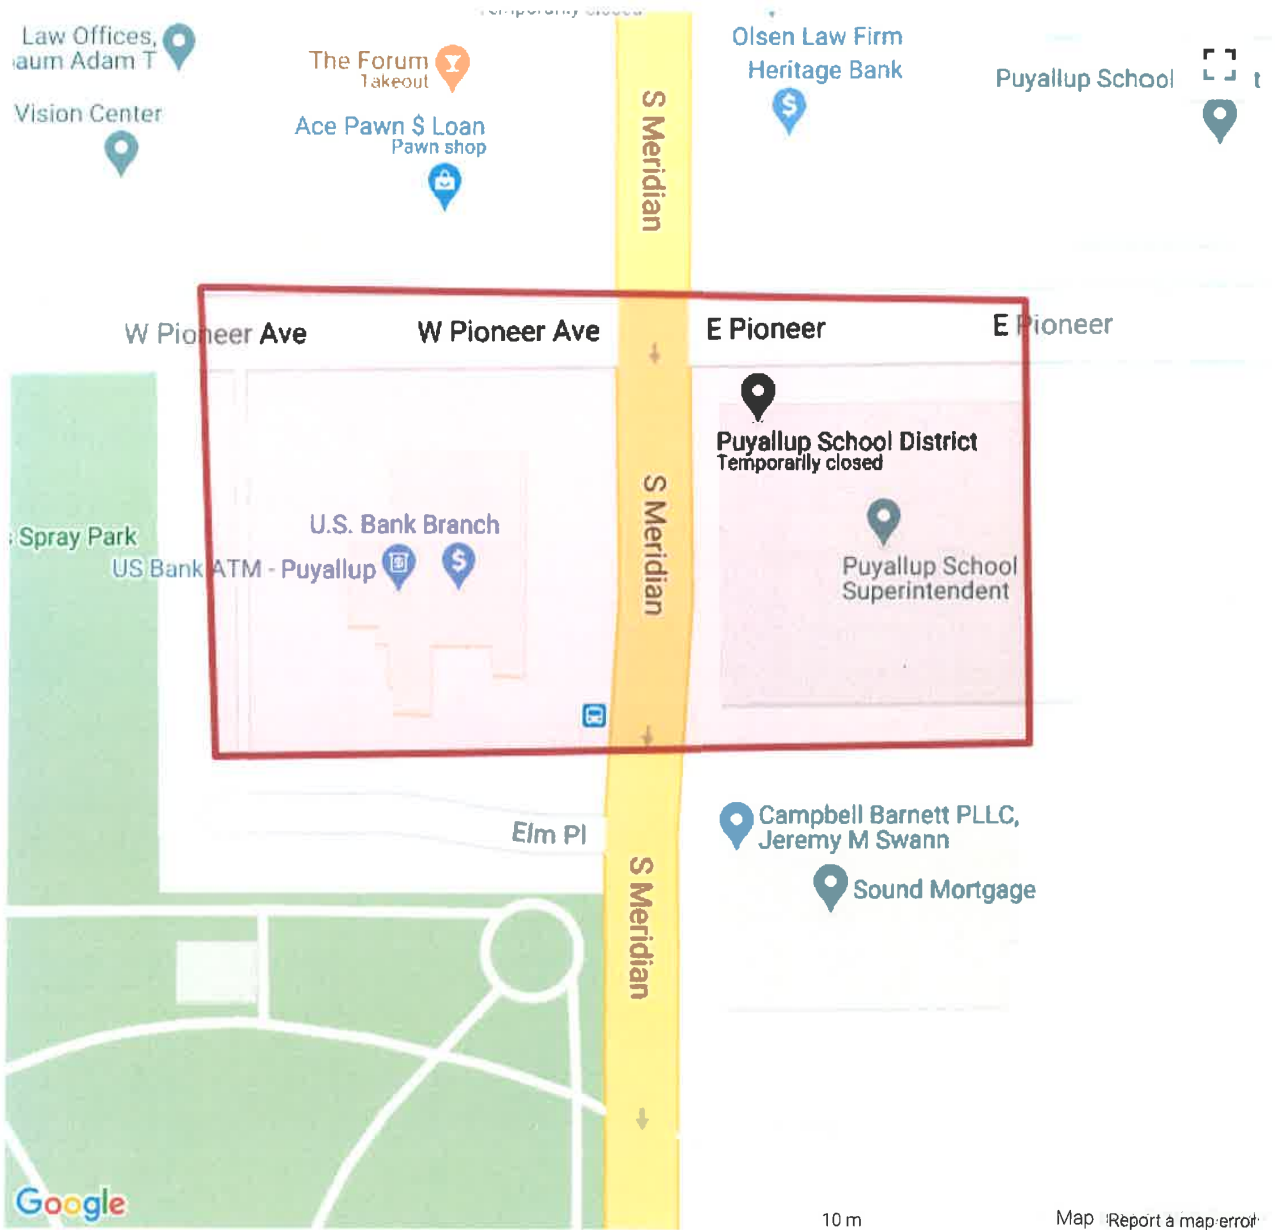 Temporarily closed
Law Offices,
aum Adam T
Vision Center
The Forum
Takeout
Ace Pawn $ Loan
Pawn shop
S Meridian
Olsen Law Firm
Heritage Bank
Puyallup School t
W Pioneer Ave
W Pioneer Ave
E Pioneer
E Pioneer
Puyallup School District
Temporarily closed
S Meridian
Spray Park
U.S. Bank Branch
US Bank ATM - Puyallup
Puyallup School
Superintendent
Elm Pl
Campbell Barnett PLLC,
Jeremy M Swann
Sound Mortgage
S Meridian
Google
10 m
Map
Report a map error